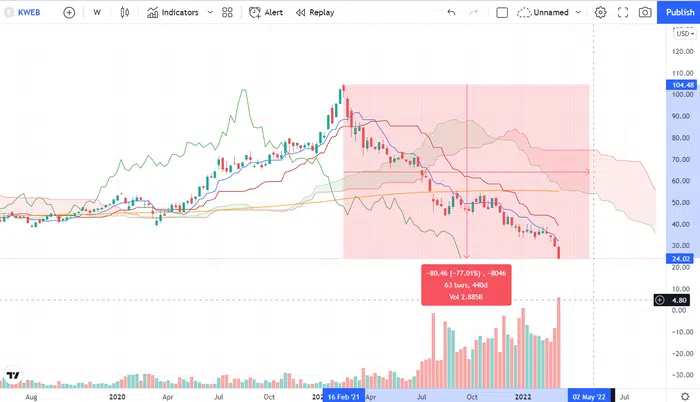 KWEB
W
Indicators
Alert
Replay
Unnamed
Publish
USD
120.00
110.00
104.48
100.00
90.00
80.00
70.00
60.00
50.00
40.00
30.00
24.02
20.00
10.00
4.80
0.00
-10.00
-20.00
-30.00
−80.46 (−77.01%) , −8046
63 bars, 440d
Vol 2.885B
Aug
2020
Apr
Jul
Oct
16 Feb '21
Apr
Jul
Oct
2022
02 May '22
Jul